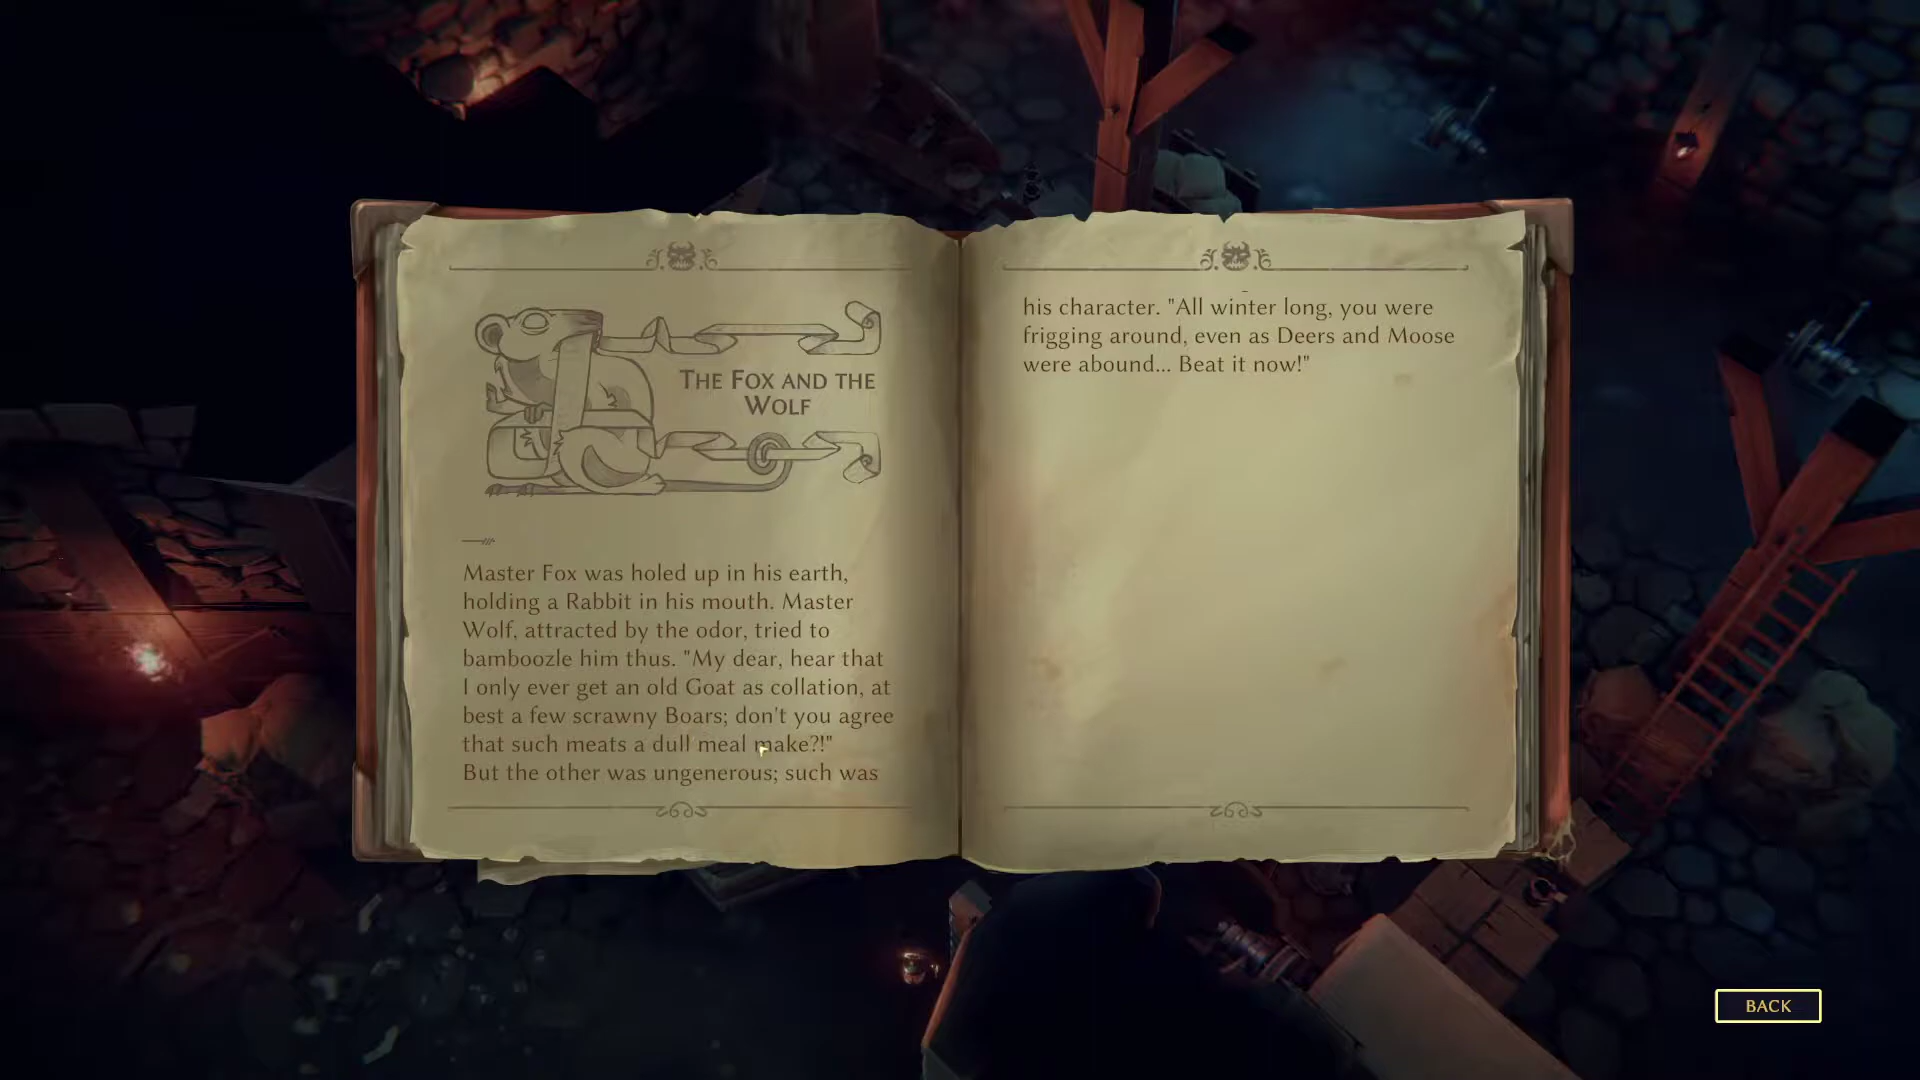 The Fox and the
Wolf
Master Fox was holed up in his earth,
holding a Rabbit in his mouth. Master
Wolf, attracted by the odor, tried to
bamboozle him thus. "My dear, hear that
I only ever get an old Goat as collation, at
best a few scrawny Boars; don't you agree
that such meats a dull meal make?!"
But the other was ungenerous; such was
his character. "All winter long, you were
frigging around, even as Deers and Moose
were abound... Beat it now!"
BACK